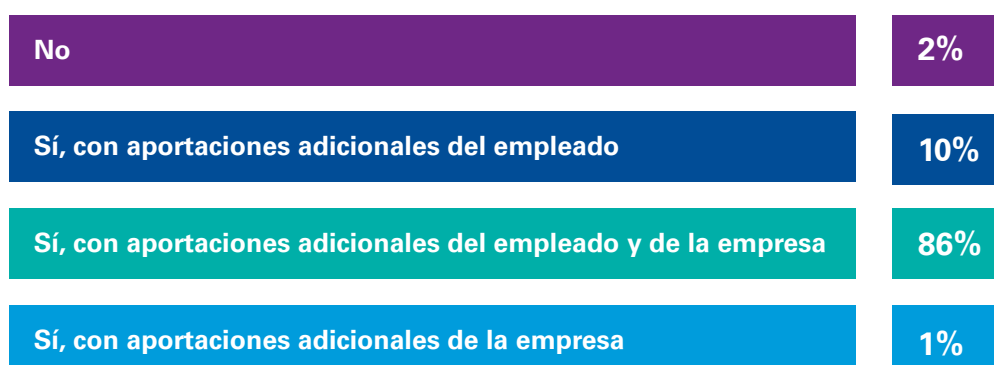 No 2%
Sí, con aportaciones adicionales del empleado 10%
Sí, con aportaciones adicionales del empleado y de la empresa 86%
Sí, con aportaciones adicionales de la empresa 1%